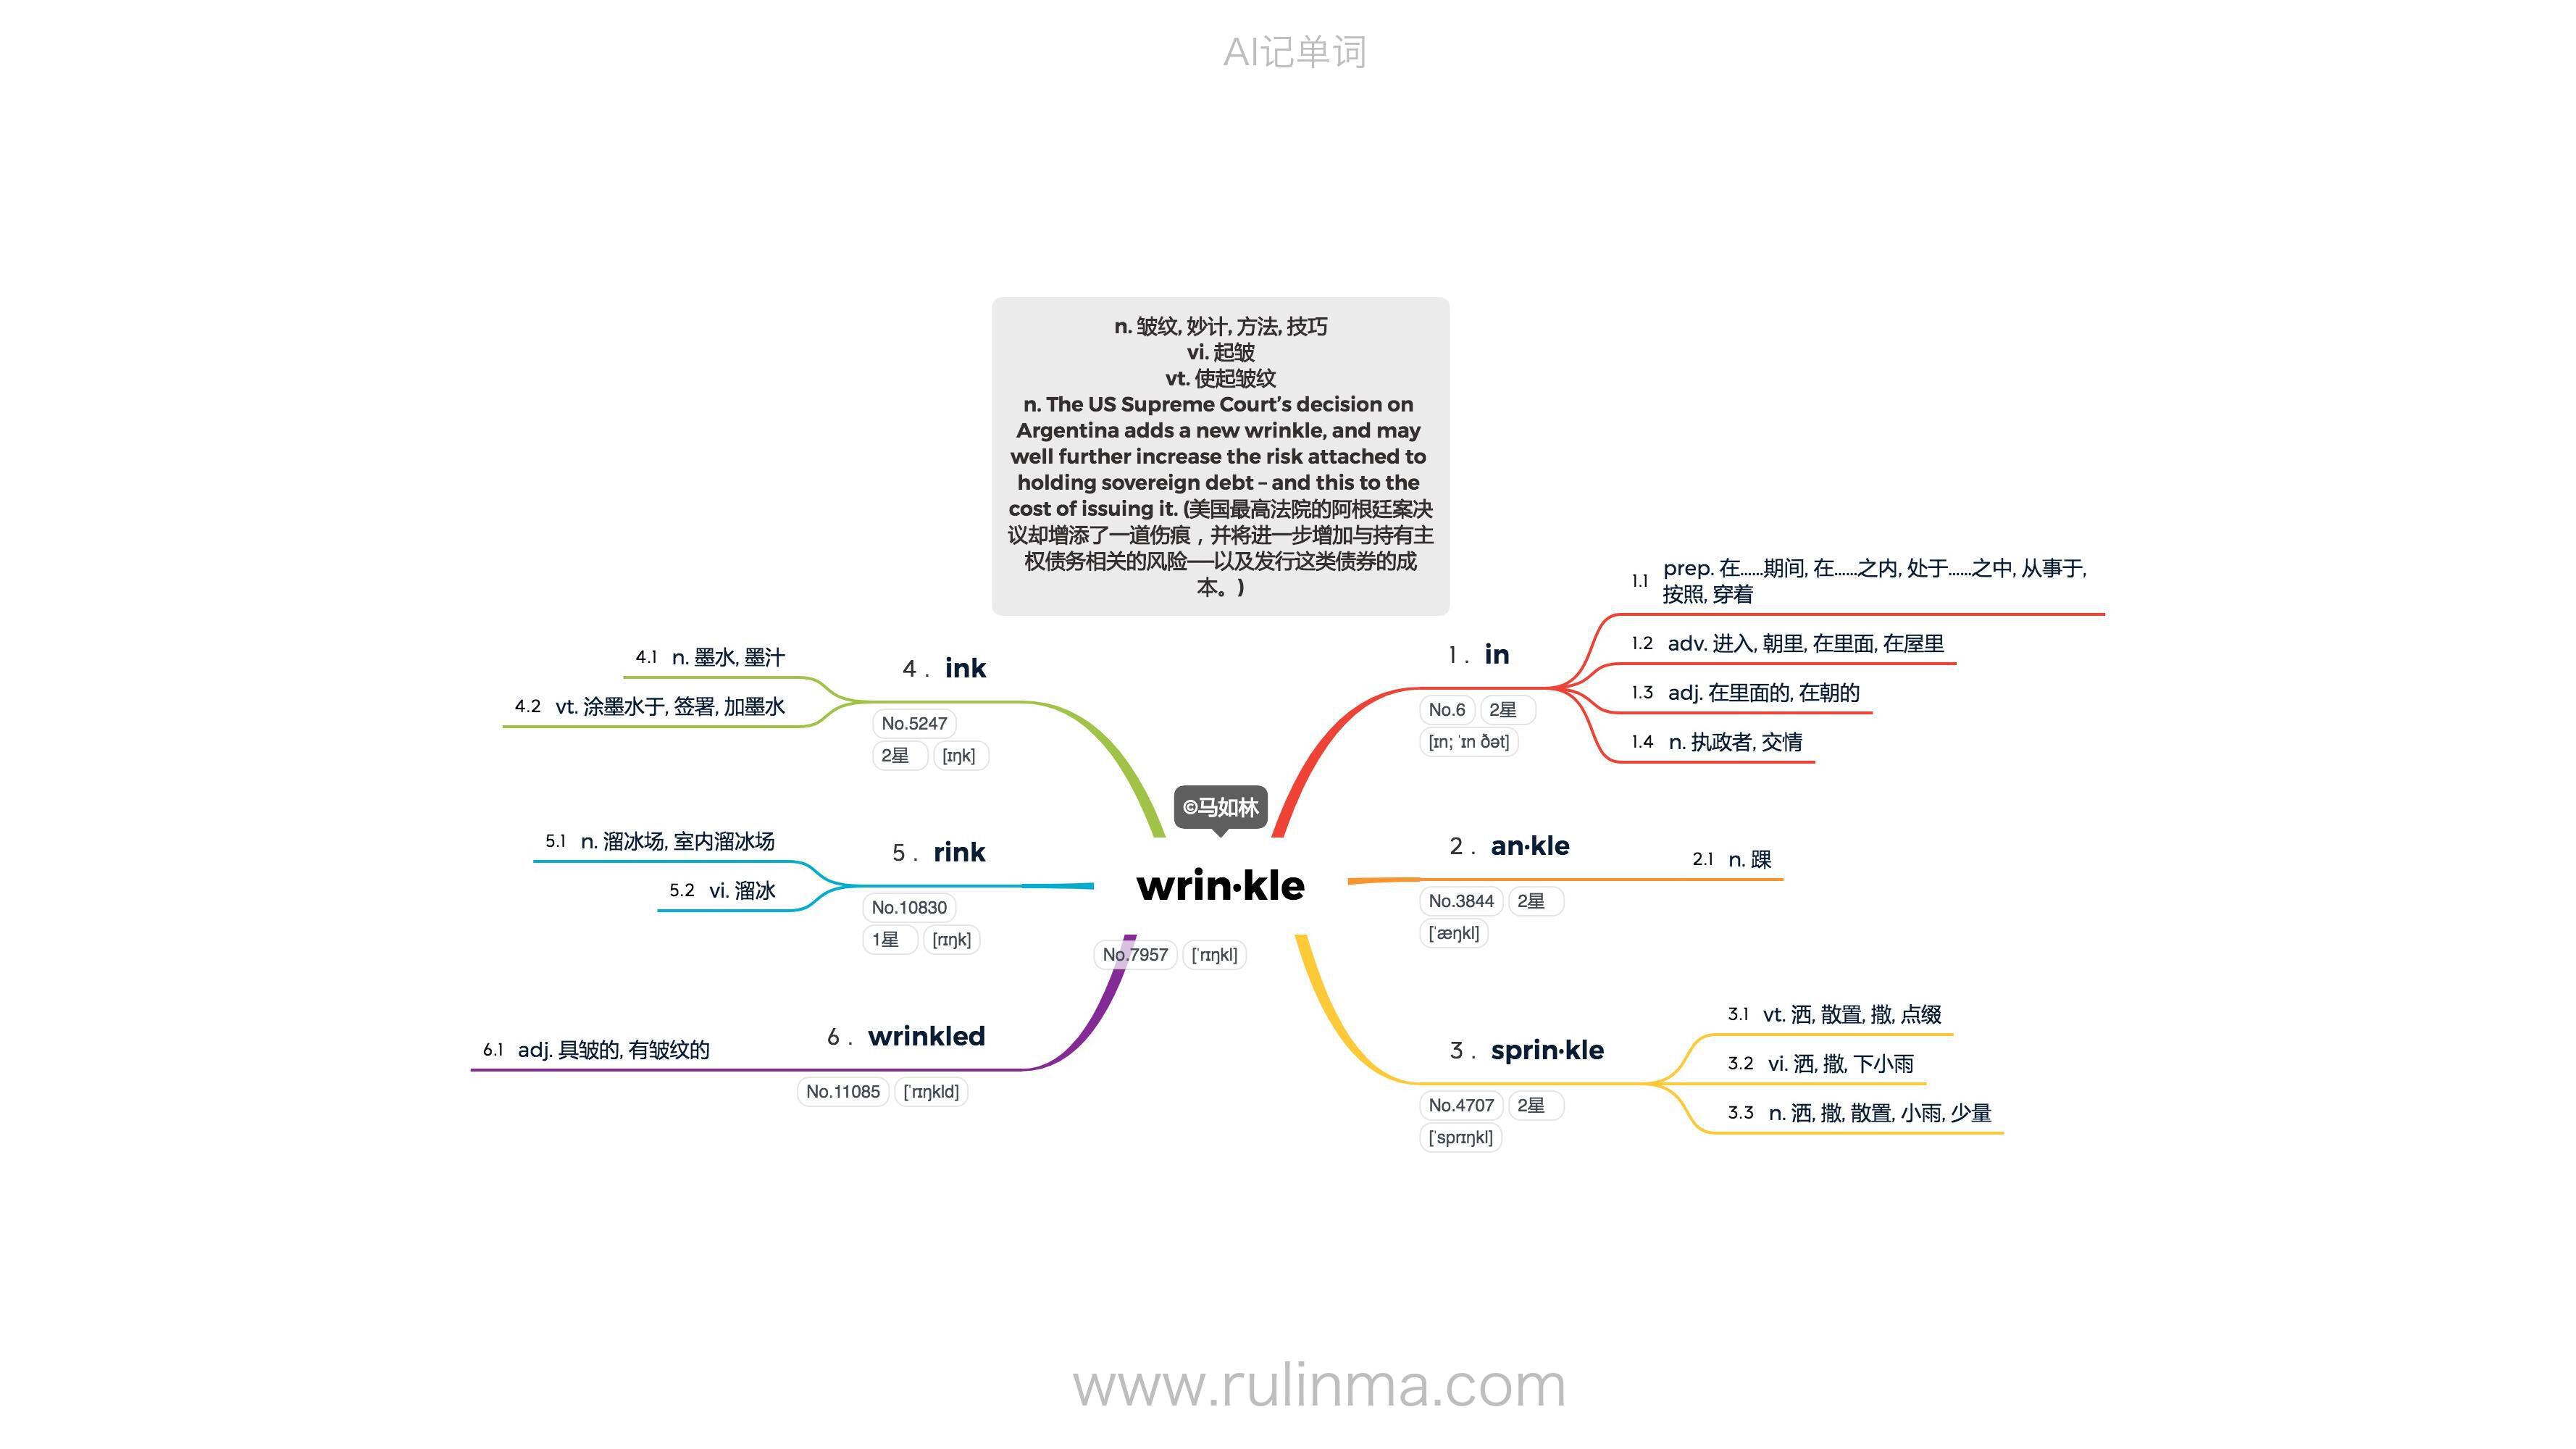 AI记单词
n. 皱纹, 妙计, 方法, 技巧
vi. 起皱
vt. 使起皱纹
n. The US Supreme Court’s decision on
Argentina adds a new wrinkle, and may
well further increase the risk attached to
holding sovereign debt – and this to the
cost of issuing it. (美国最高法院的阿根廷案决
议却增添了一道伤痕，并将进一步增加与持有主
权债务相关的风险──以及发行这类债券的成
本。)
©马如林
wrin·kle
No.7957 [ˈrɪŋkl]
1 . in
No.6 2星
[ɪn; ˈɪn ðət]
1.1 prep. 在……期间, 在……之内, 处于……之中, 从事于,
按照, 穿着
1.2 adv. 进入, 朝里, 在里面, 在屋里
1.3 adj. 在里面的, 在朝的
1.4 n. 执政者, 交情
2 . an·kle
No.3844 2星
[ˈæŋkl]
2.1 n. 踝
3 . sprin·kle
No.4707 2星
[ˈsprɪŋkl]
3.1 vt. 洒, 散置, 撒, 点缀
3.2 vi. 洒, 撒, 下小雨
3.3 n. 洒, 撒, 散置, 小雨, 少量
4 . ink
No.5247
2星 [ɪŋk]
4.1 n. 墨水, 墨汁
4.2 vt. 涂墨水于, 签署, 加墨水
5 . rink
No.10830
1星 [rɪŋk]
5.1 n. 溜冰场, 室内溜冰场
5.2 vi. 溜冰
6 . wrinkled
No.11085 [ˈrɪŋkld]
6.1 adj. 具皱的, 有皱纹的
www.rulinma.com